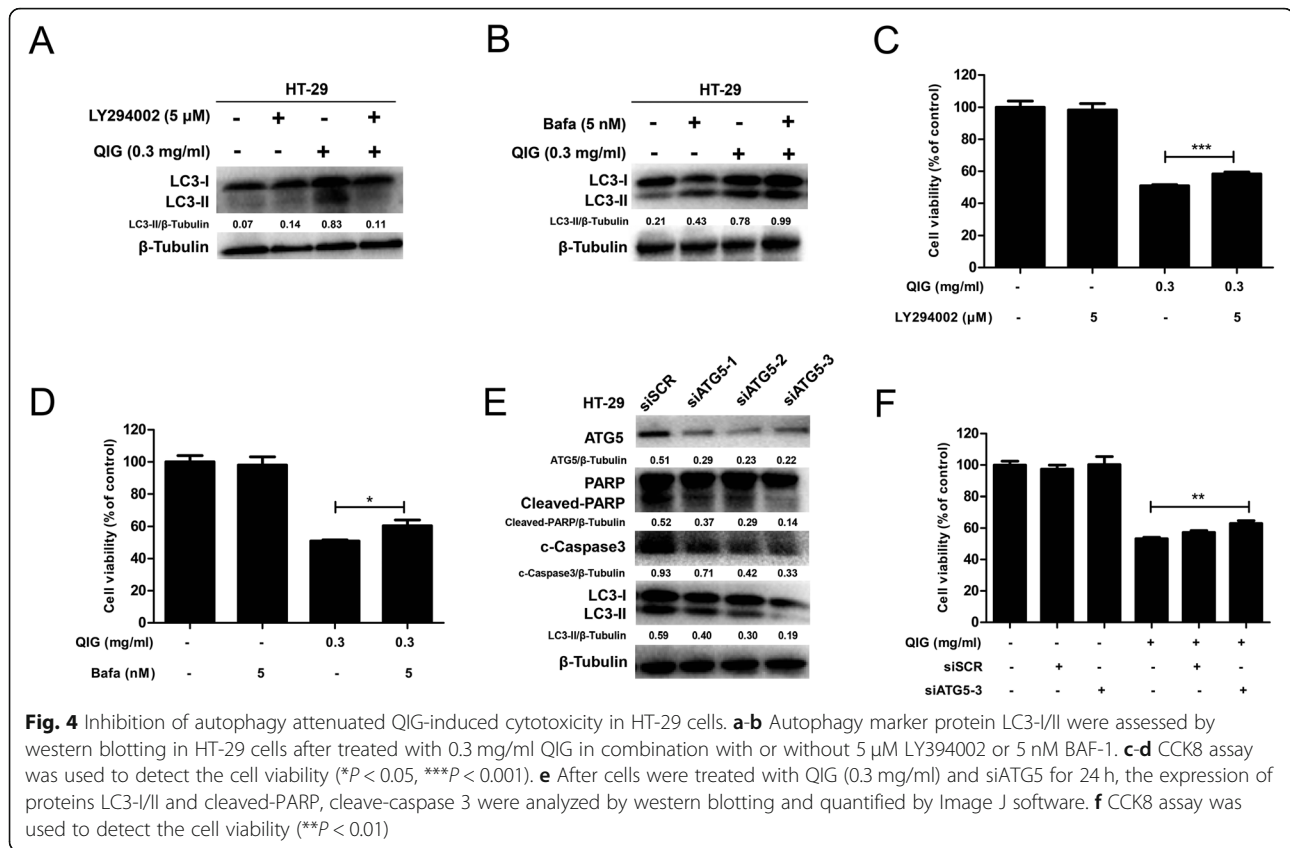 A
HT-29
LY294002 (5 µM) - + - +
QIG (0.3 mg/ml) - - + +
LC3-I
LC3-II
LC3-II/β-Tubulin 0.07 0.14 0.83 0.11
β-Tubulin
B
HT-29
Bafa (5 nM) - + - +
QIG (0.3 mg/ml) - - + +
LC3-I
LC3-II
LC3-II/β-Tubulin 0.21 0.43 0.78 0.99
β-Tubulin
C
Cell viability (% of control)
120
100
80
60
40
20
0
***
QIG (mg/ml) - - 0.3 0.3
LY294002 (µM) - 5 - 5
D
Cell viability (% of control)
120
100
80
60
40
20
0
*
QIG (mg/ml) - - 0.3 0.3
Bafa (nM) - 5 - 5
E
HT-29 siSCR siATG5-1 siATG5-2 siATG5-3
ATG5
ATG5/β-Tubulin 0.51 0.29 0.23 0.22
PARP
Cleaved-PARP
Cleaved-PARP/β-Tubulin 0.52 0.37 0.29 0.14
c-Caspase3
c-Caspase3/β-Tubulin 0.93 0.71 0.42 0.33
LC3-I
LC3-II
LC3-II/β-Tubulin 0.59 0.40 0.30 0.19
β-Tubulin
F
Cell viability (% of control)
120
100
80
60
40
20
0
**
QIG (mg/ml) - - - + + +
siSCR - + - - + -
siATG5-3 - - + - - +
Fig. 4 Inhibition of autophagy attenuated QIG-induced cytotoxicity in HT-29 cells. a-b Autophagy marker protein LC3-I/II were assessed by
western blotting in HT-29 cells after treated with 0.3 mg/ml QIG in combination with or without 5 µM LY394002 or 5 nM BAF-1. c-d CCK8 assay
was used to detect the cell viability (*P < 0.05, ***P < 0.001). e After cells were treated with QIG (0.3 mg/ml) and siATG5 for 24 h, the expression of
proteins LC3-I/II and cleaved-PARP, cleave-caspase 3 were analyzed by western blotting and quantified by Image J software. f CCK8 assay was
used to detect the cell viability (**P < 0.01)